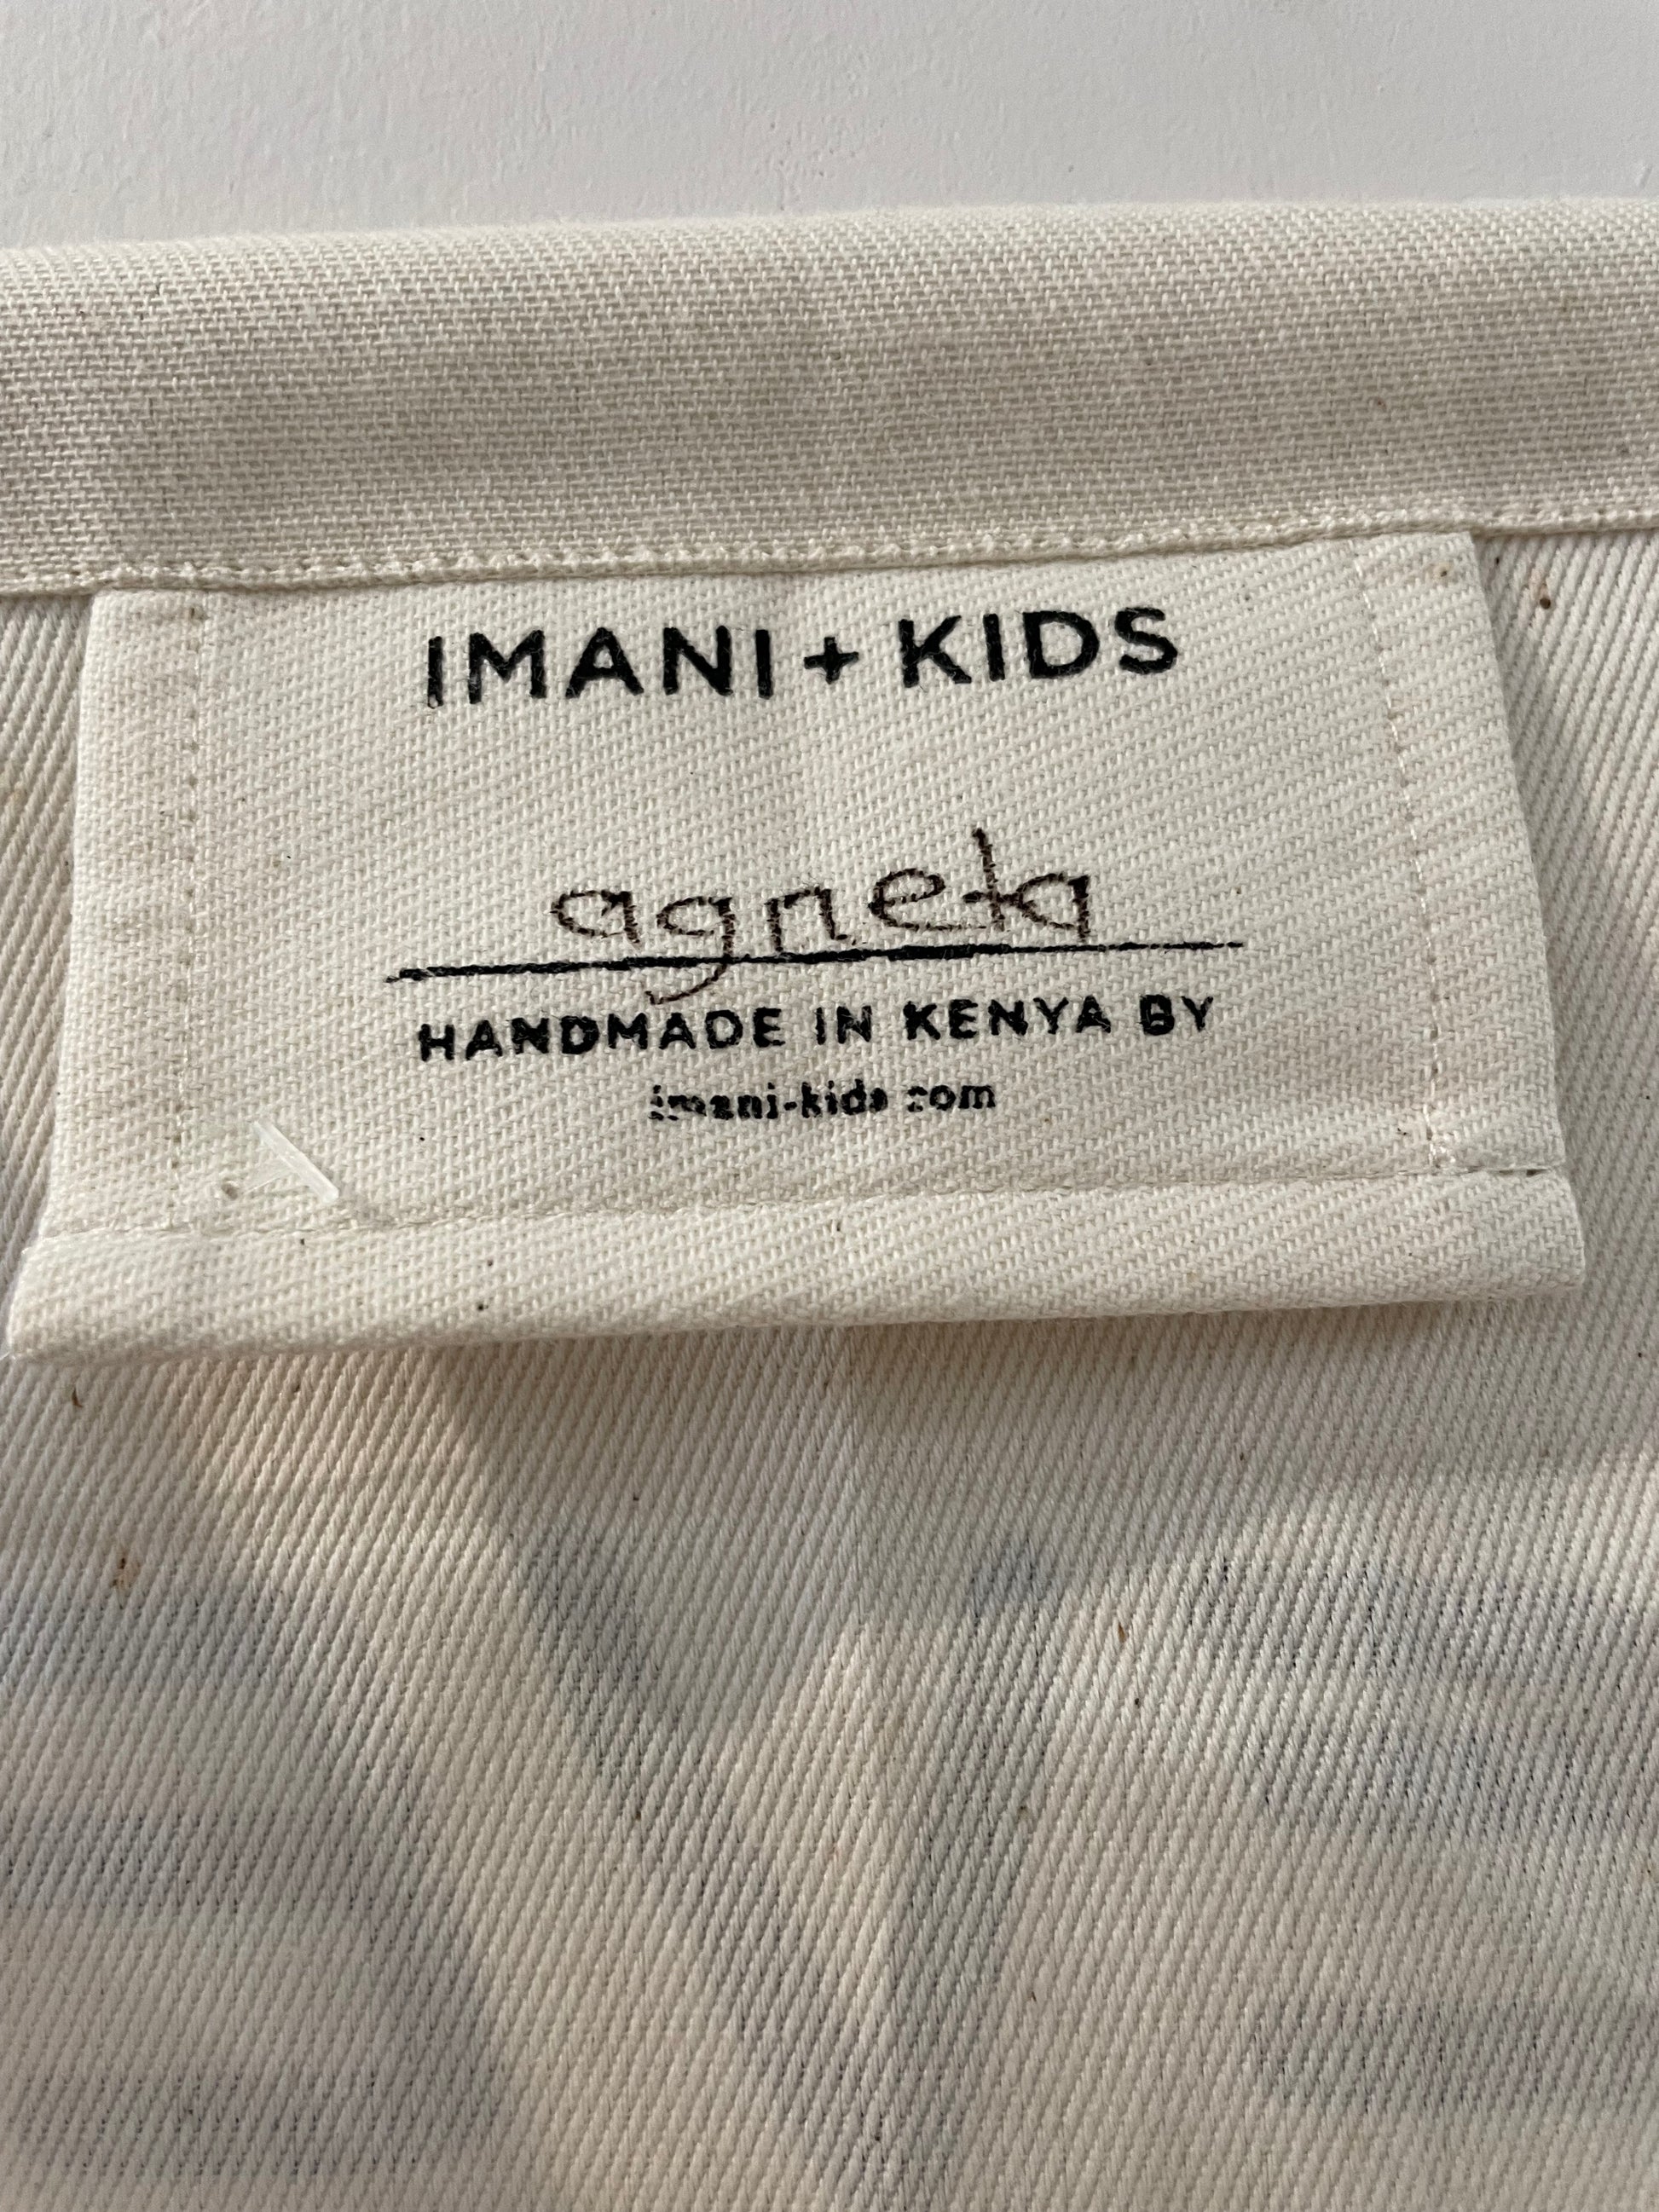 IMANI + KIDS
agneta
HANDMADE IN KENYA BY
imani-kids.com